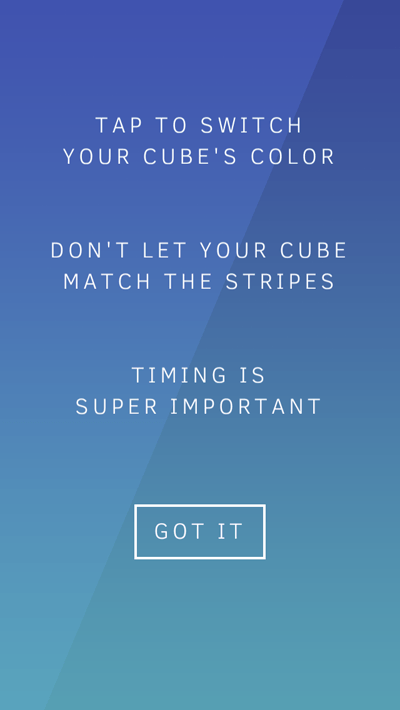 TAP TO SWITCH
YOUR CUBE'S COLOR
DON'T LET YOUR CUBE
MATCH THE STRIPES
TIMING IS
SUPER IMPORTANT
GOT IT